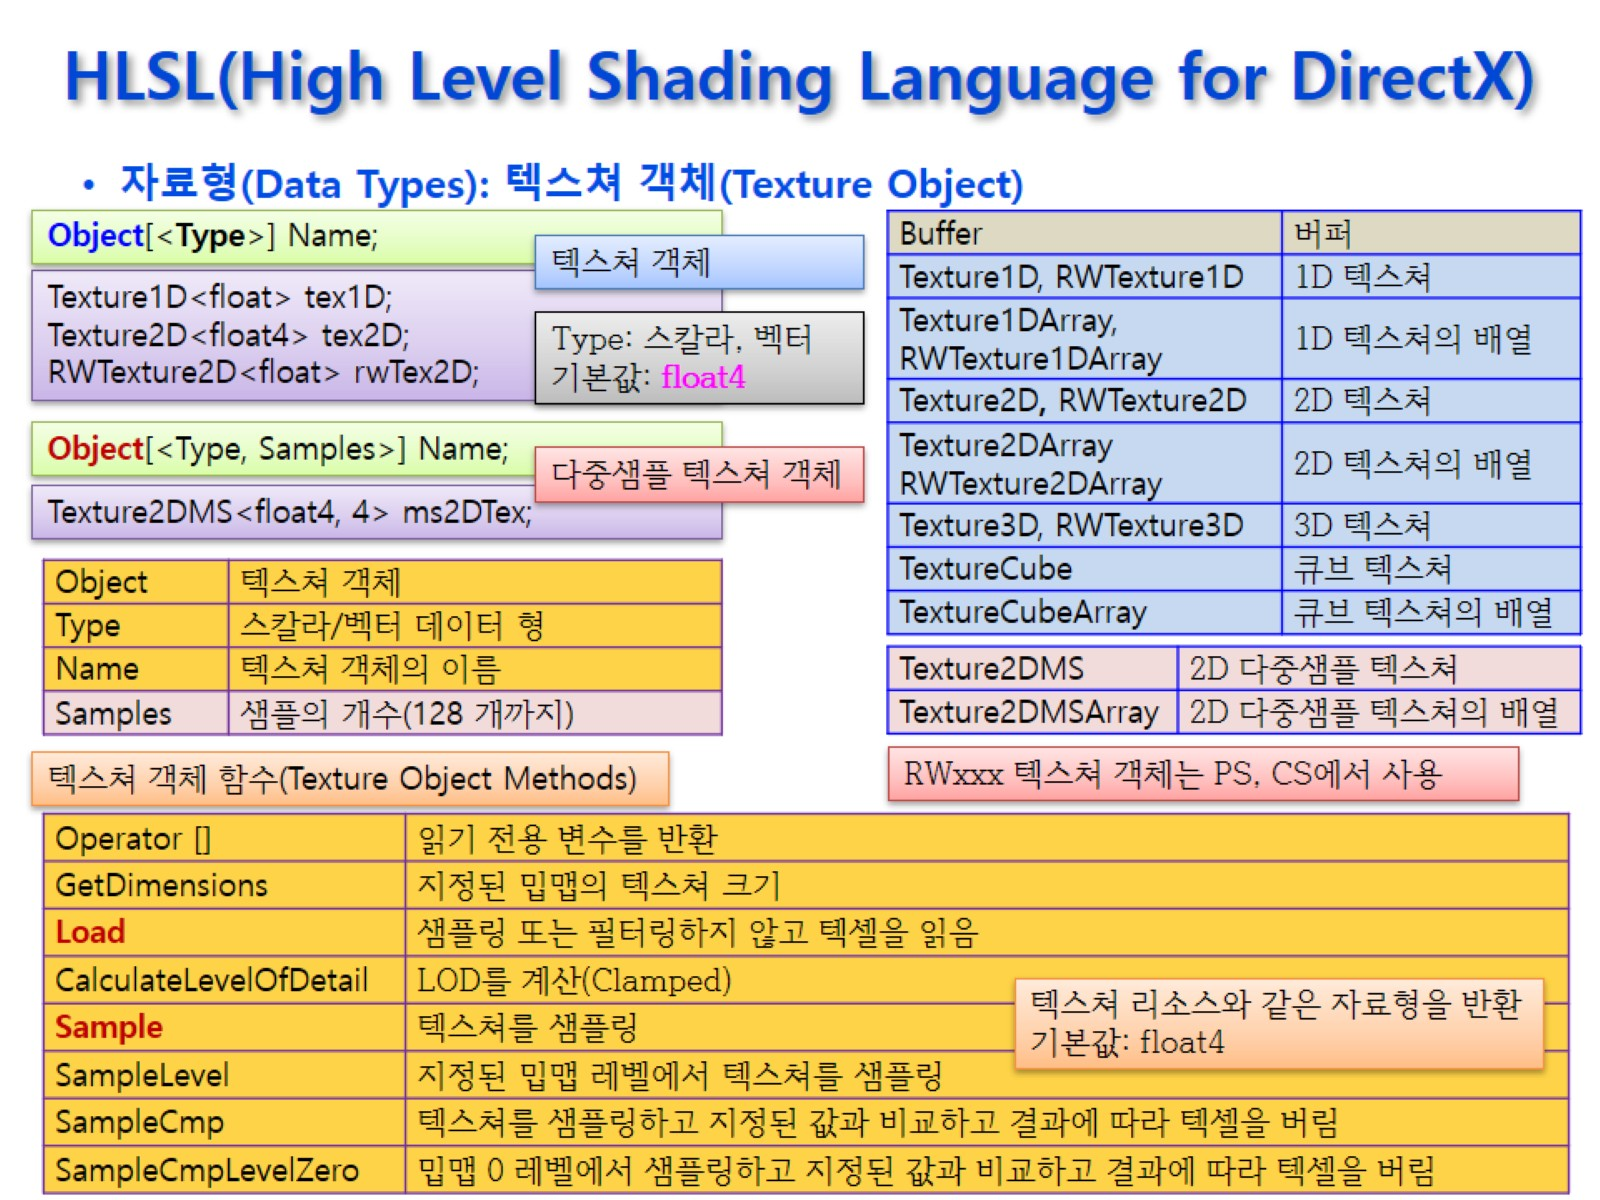 HLSL(High Level Shading Language for DirectX)
• 자료형(Data Types): 텍스쳐 객체(Texture Object)
Object[<Type>] Name;
텍스쳐 객체
Texture1D<float> tex1D;
Texture2D<float4> tex2D;
RWTexture2D<float> rwTex2D;
Type: 스칼라, 벡터
기본값: float4
Object[<Type, Samples>] Name;
다중샘플 텍스쳐 객체
Texture2DMS<float4, 4> ms2DTex;
Object 텍스쳐 객체
Type 스칼라/벡터 데이터 형
Name 텍스쳐 객체의 이름
Samples 샘플의 개수(128 개까지)
Buffer 버퍼
Texture1D, RWTexture1D 1D 텍스쳐
Texture1DArray,
RWTexture1DArray 1D 텍스쳐의 배열
Texture2D, RWTexture2D 2D 텍스쳐
Texture2DArray
RWTexture2DArray 2D 텍스쳐의 배열
Texture3D, RWTexture3D 3D 텍스쳐
TextureCube 큐브 텍스쳐
TextureCubeArray 큐브 텍스쳐의 배열
Texture2DMS 2D 다중샘플 텍스쳐
Texture2DMSArray 2D 다중샘플 텍스쳐의 배열
텍스쳐 객체 함수(Texture Object Methods)
RWxxx 텍스쳐 객체는 PS, CS에서 사용
Operator [] 읽기 전용 변수를 반환
GetDimensions 지정된 밉맵의 텍스쳐 크기
Load 샘플링 또는 필터링하지 않고 텍셀을 읽음
CalculateLevelOfDetail LOD를 계산(Clamped)
Sample 텍스쳐를 샘플링
텍스쳐 리소스와 같은 자료형을 반환
기본값: float4
SampleLevel 지정된 밉맵 레벨에서 텍스쳐를 샘플링
SampleCmp 텍스쳐를 샘플링하고 지정된 값과 비교하고 결과에 따라 텍셀을 버림
SampleCmpLevelZero 밉맵 0 레벨에서 샘플링하고 지정된 값과 비교하고 결과에 따라 텍셀을 버림